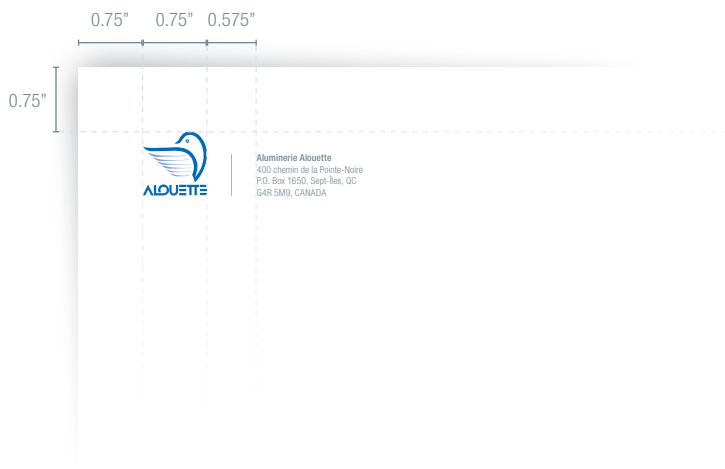 0.75” 0.75” 0.575”
0.75”
ALOUETTE
Aluminerie Alouette
400 chemin de la Pointe-Noire
P.O. Box 1650, Sept-Îles, QC
G4R 5M9, CANADA